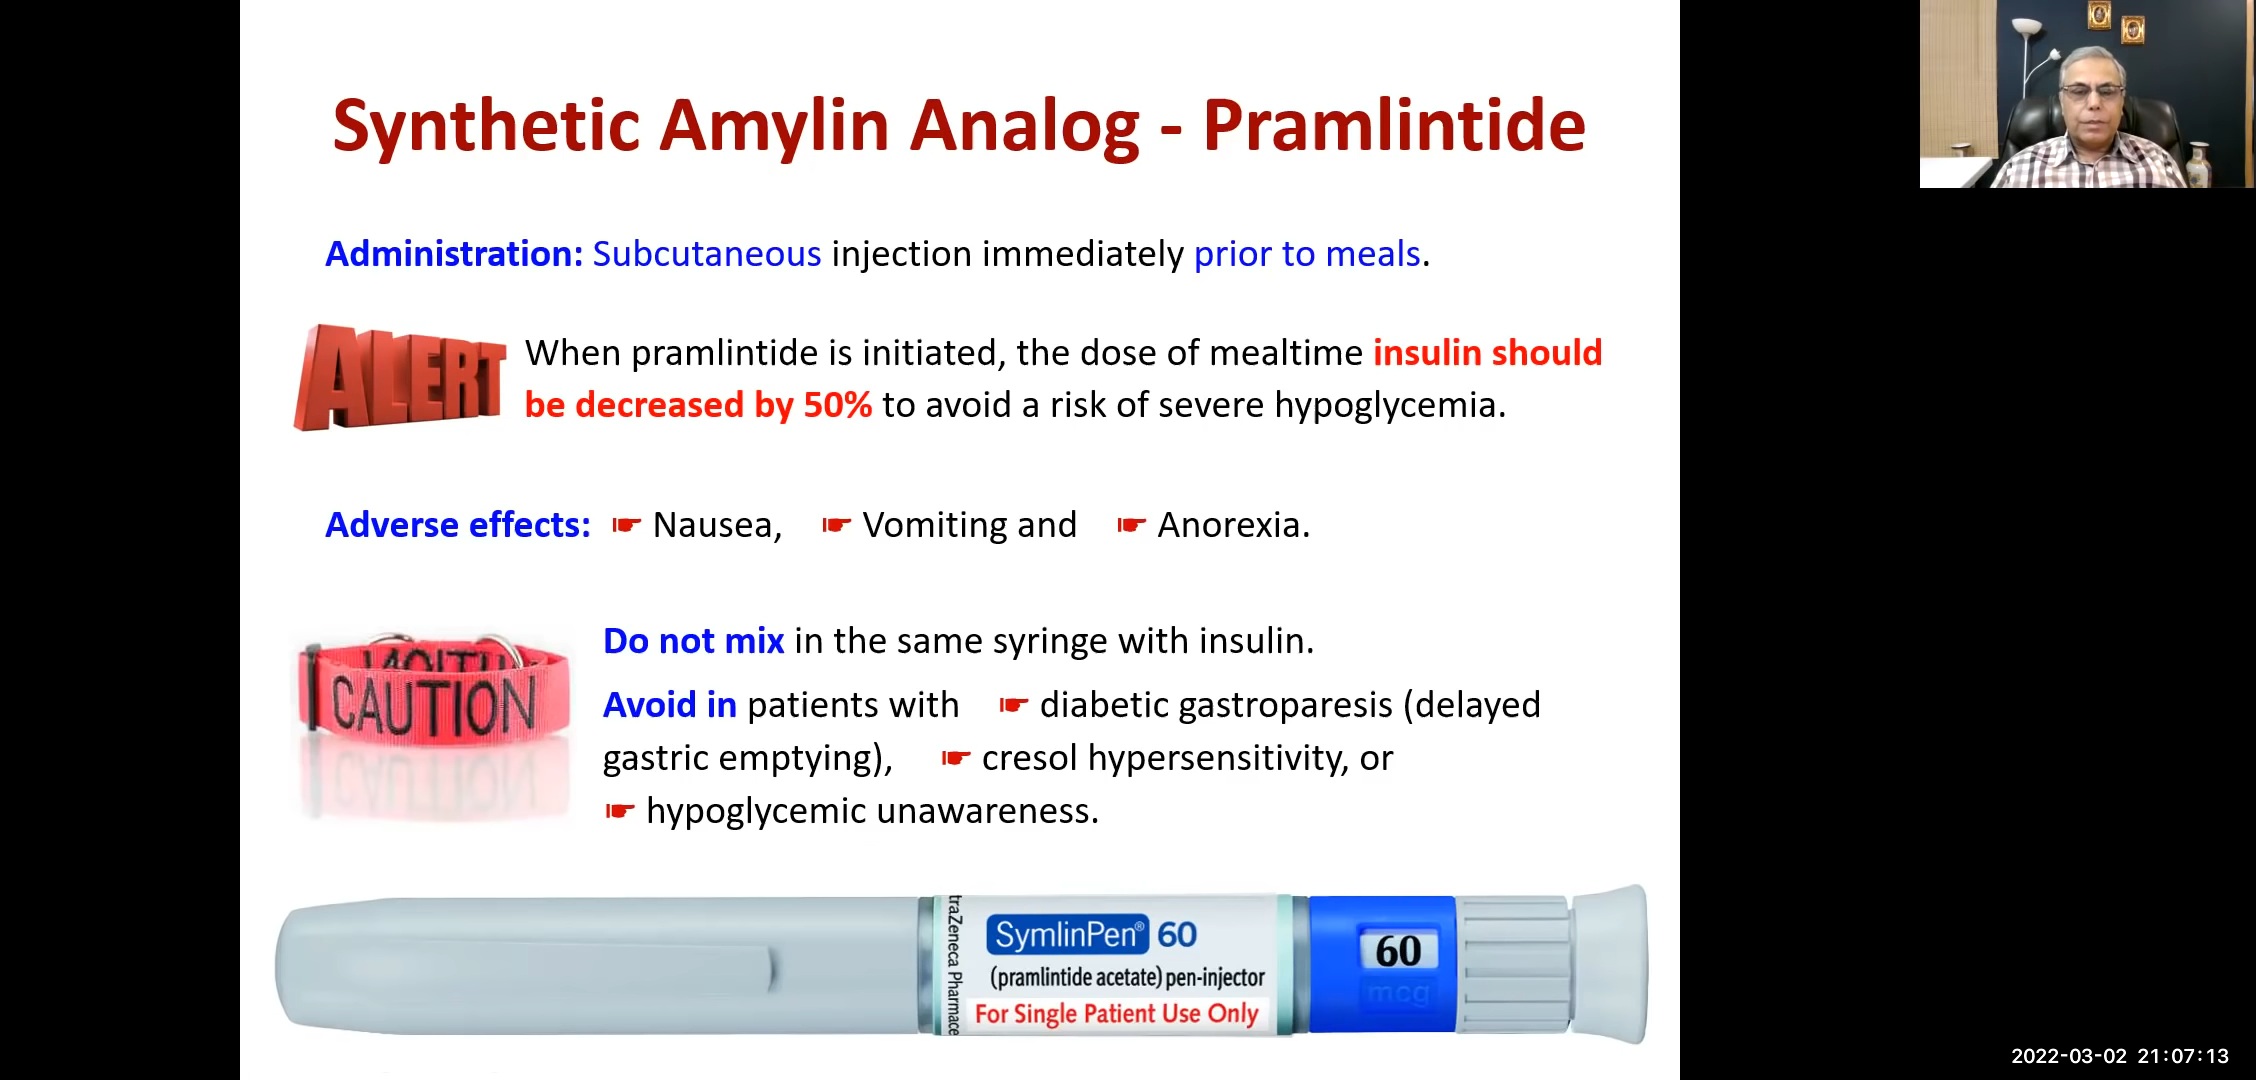 Synthetic Amylin Analog - Pramlintide
Administration: Subcutaneous injection immediately prior to meals.
ALERT
When pramlintide is initiated, the dose of mealtime insulin should
be decreased by 50% to avoid a risk of severe hypoglycemia.
Adverse effects: ☛ Nausea, ☛ Vomiting and ☛ Anorexia.
CAUTION
Do not mix in the same syringe with insulin.
Avoid in patients with ☛ diabetic gastroparesis (delayed
gastric emptying), ☛ cresol hypersensitivity, or
☛ hypoglycemic unawareness.
traZeneca Pharmace
SymlinPen® 60
(pramlintide acetate) pen-injector
For Single Patient Use Only
60
mcg
2022-03-02 21:07:13